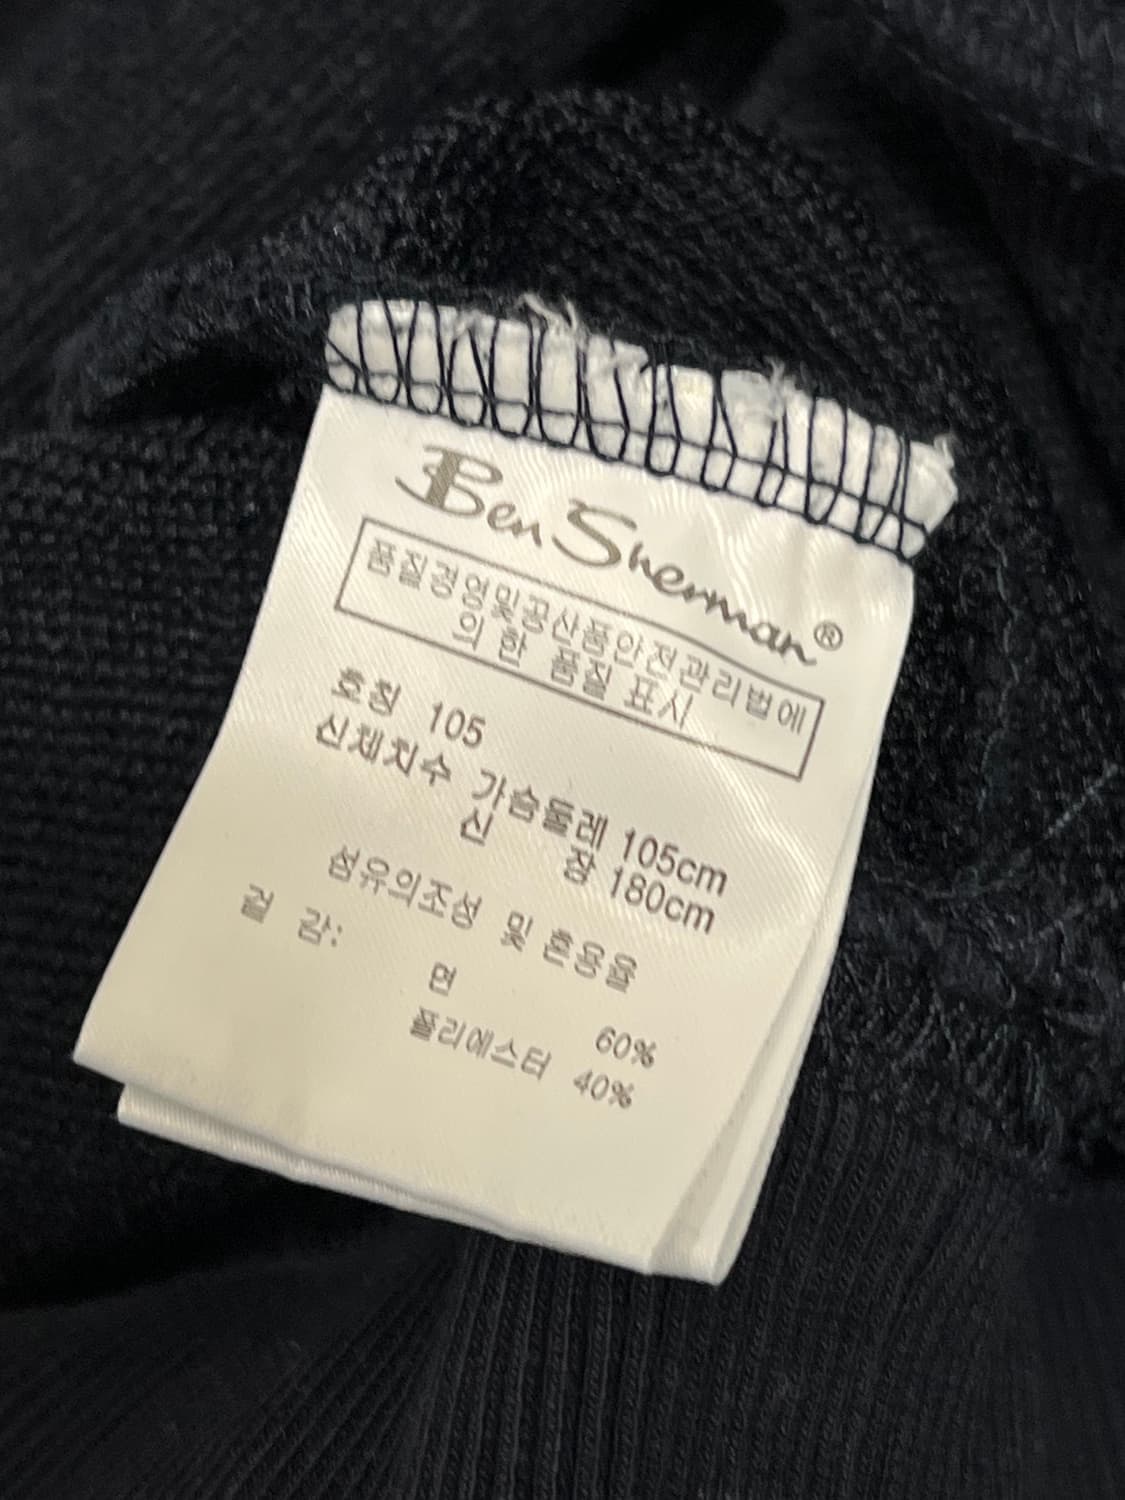 Ben Sherman®
품질경영및공산품안전관리법에
의한 품질 표시
호칭 105
신체치수 가슴둘레 105cm
신 장 180cm
섬유의조성 및 혼용율
겉 감:
면 60%
폴리에스터 40%